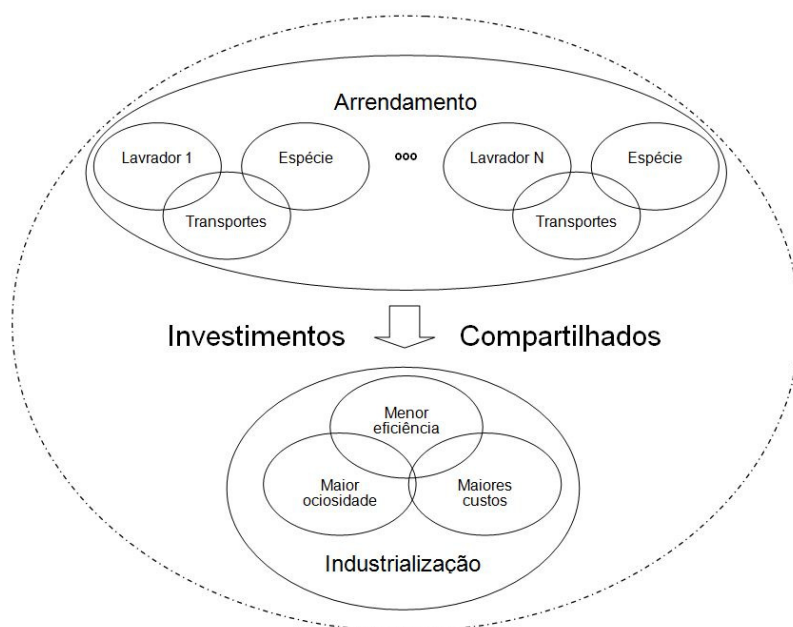 Arrendamento
Lavrador 1
Espécie
ooo
Lavrador N
Espécie
Transportes
Transportes
Investimentos
Compartilhados
Menor
eficiência
Maior
ociosidade
Maiores
custos
Industrialização